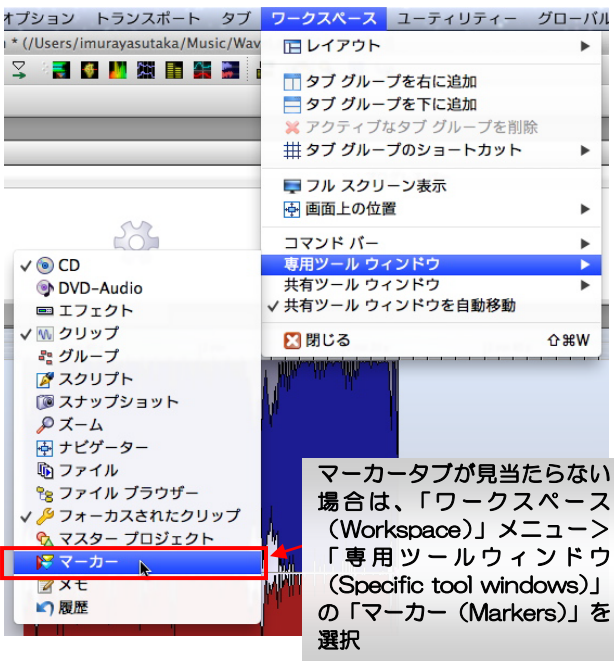 オプション トランスポート タブ ワークスペース ユーティリティー グローバル
* (/Users/imurayasutaka/Music/Wav
レイアウト
タブ グループを右に追加
タブ グループを下に追加
アクティブなタブ グループを削除
タブ グループのショートカット
フル スクリーン表示
画面上の位置
コマンド バー
専用ツール ウィンドウ
共有ツール ウィンドウ
✓共有ツール ウィンドウを自動移動
閉じる ⇧⌘W
✓ CD
DVD-Audio
エフェクト
✓ クリップ
グループ
スクリプト
スナップショット
ズーム
ナビゲーター
ファイル
ファイル ブラウザー
✓ フォーカスされたクリップ
マスター プロジェクト
マーカー
メモ
履歴
マーカータブが見当たらない
場合は、「ワークスペース
（Workspace）」メニュー＞
「専用ツールウィンドウ
（Specific tool windows）」
の「マーカー（Markers）」を
選択